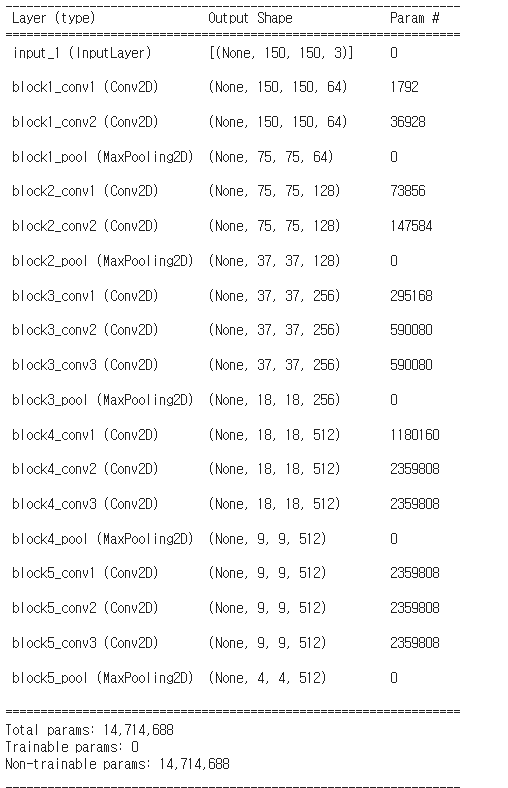 Layer (type) Output Shape Param #
input_1 (InputLayer) [(None, 150, 150, 3)] 0
block1_conv1 (Conv2D) (None, 150, 150, 64) 1792
block1_conv2 (Conv2D) (None, 150, 150, 64) 36928
block1_pool (MaxPooling2D) (None, 75, 75, 64) 0
block2_conv1 (Conv2D) (None, 75, 75, 128) 73856
block2_conv2 (Conv2D) (None, 75, 75, 128) 147584
block2_pool (MaxPooling2D) (None, 37, 37, 128) 0
block3_conv1 (Conv2D) (None, 37, 37, 256) 295168
block3_conv2 (Conv2D) (None, 37, 37, 256) 590080
block3_conv3 (Conv2D) (None, 37, 37, 256) 590080
block3_pool (MaxPooling2D) (None, 18, 18, 256) 0
block4_conv1 (Conv2D) (None, 18, 18, 512) 1180160
block4_conv2 (Conv2D) (None, 18, 18, 512) 2359808
block4_conv3 (Conv2D) (None, 18, 18, 512) 2359808
block4_pool (MaxPooling2D) (None, 9, 9, 512) 0
block5_conv1 (Conv2D) (None, 9, 9, 512) 2359808
block5_conv2 (Conv2D) (None, 9, 9, 512) 2359808
block5_conv3 (Conv2D) (None, 9, 9, 512) 2359808
block5_pool (MaxPooling2D) (None, 4, 4, 512) 0
Total params: 14,714,688
Trainable params: 0
Non-trainable params: 14,714,688